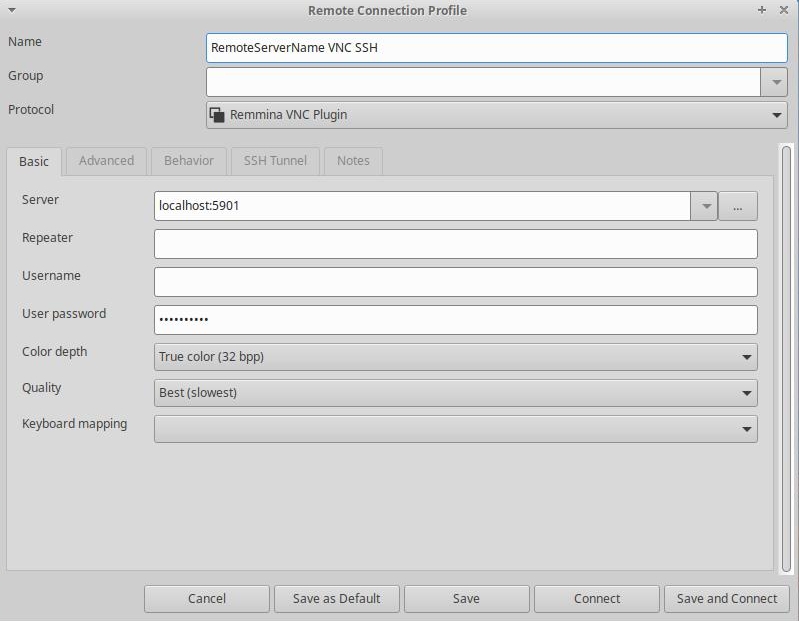 Remote Connection Profile
Name
RemoteServerName VNC SSH
Group
Protocol
Remmina VNC Plugin
Basic Advanced Behavior SSH Tunnel Notes
Server
localhost:5901
...
Repeater
Username
User password
••••••••••
Color depth
True color (32 bpp)
Quality
Best (slowest)
Keyboard mapping
Cancel Save as Default Save Connect Save and Connect